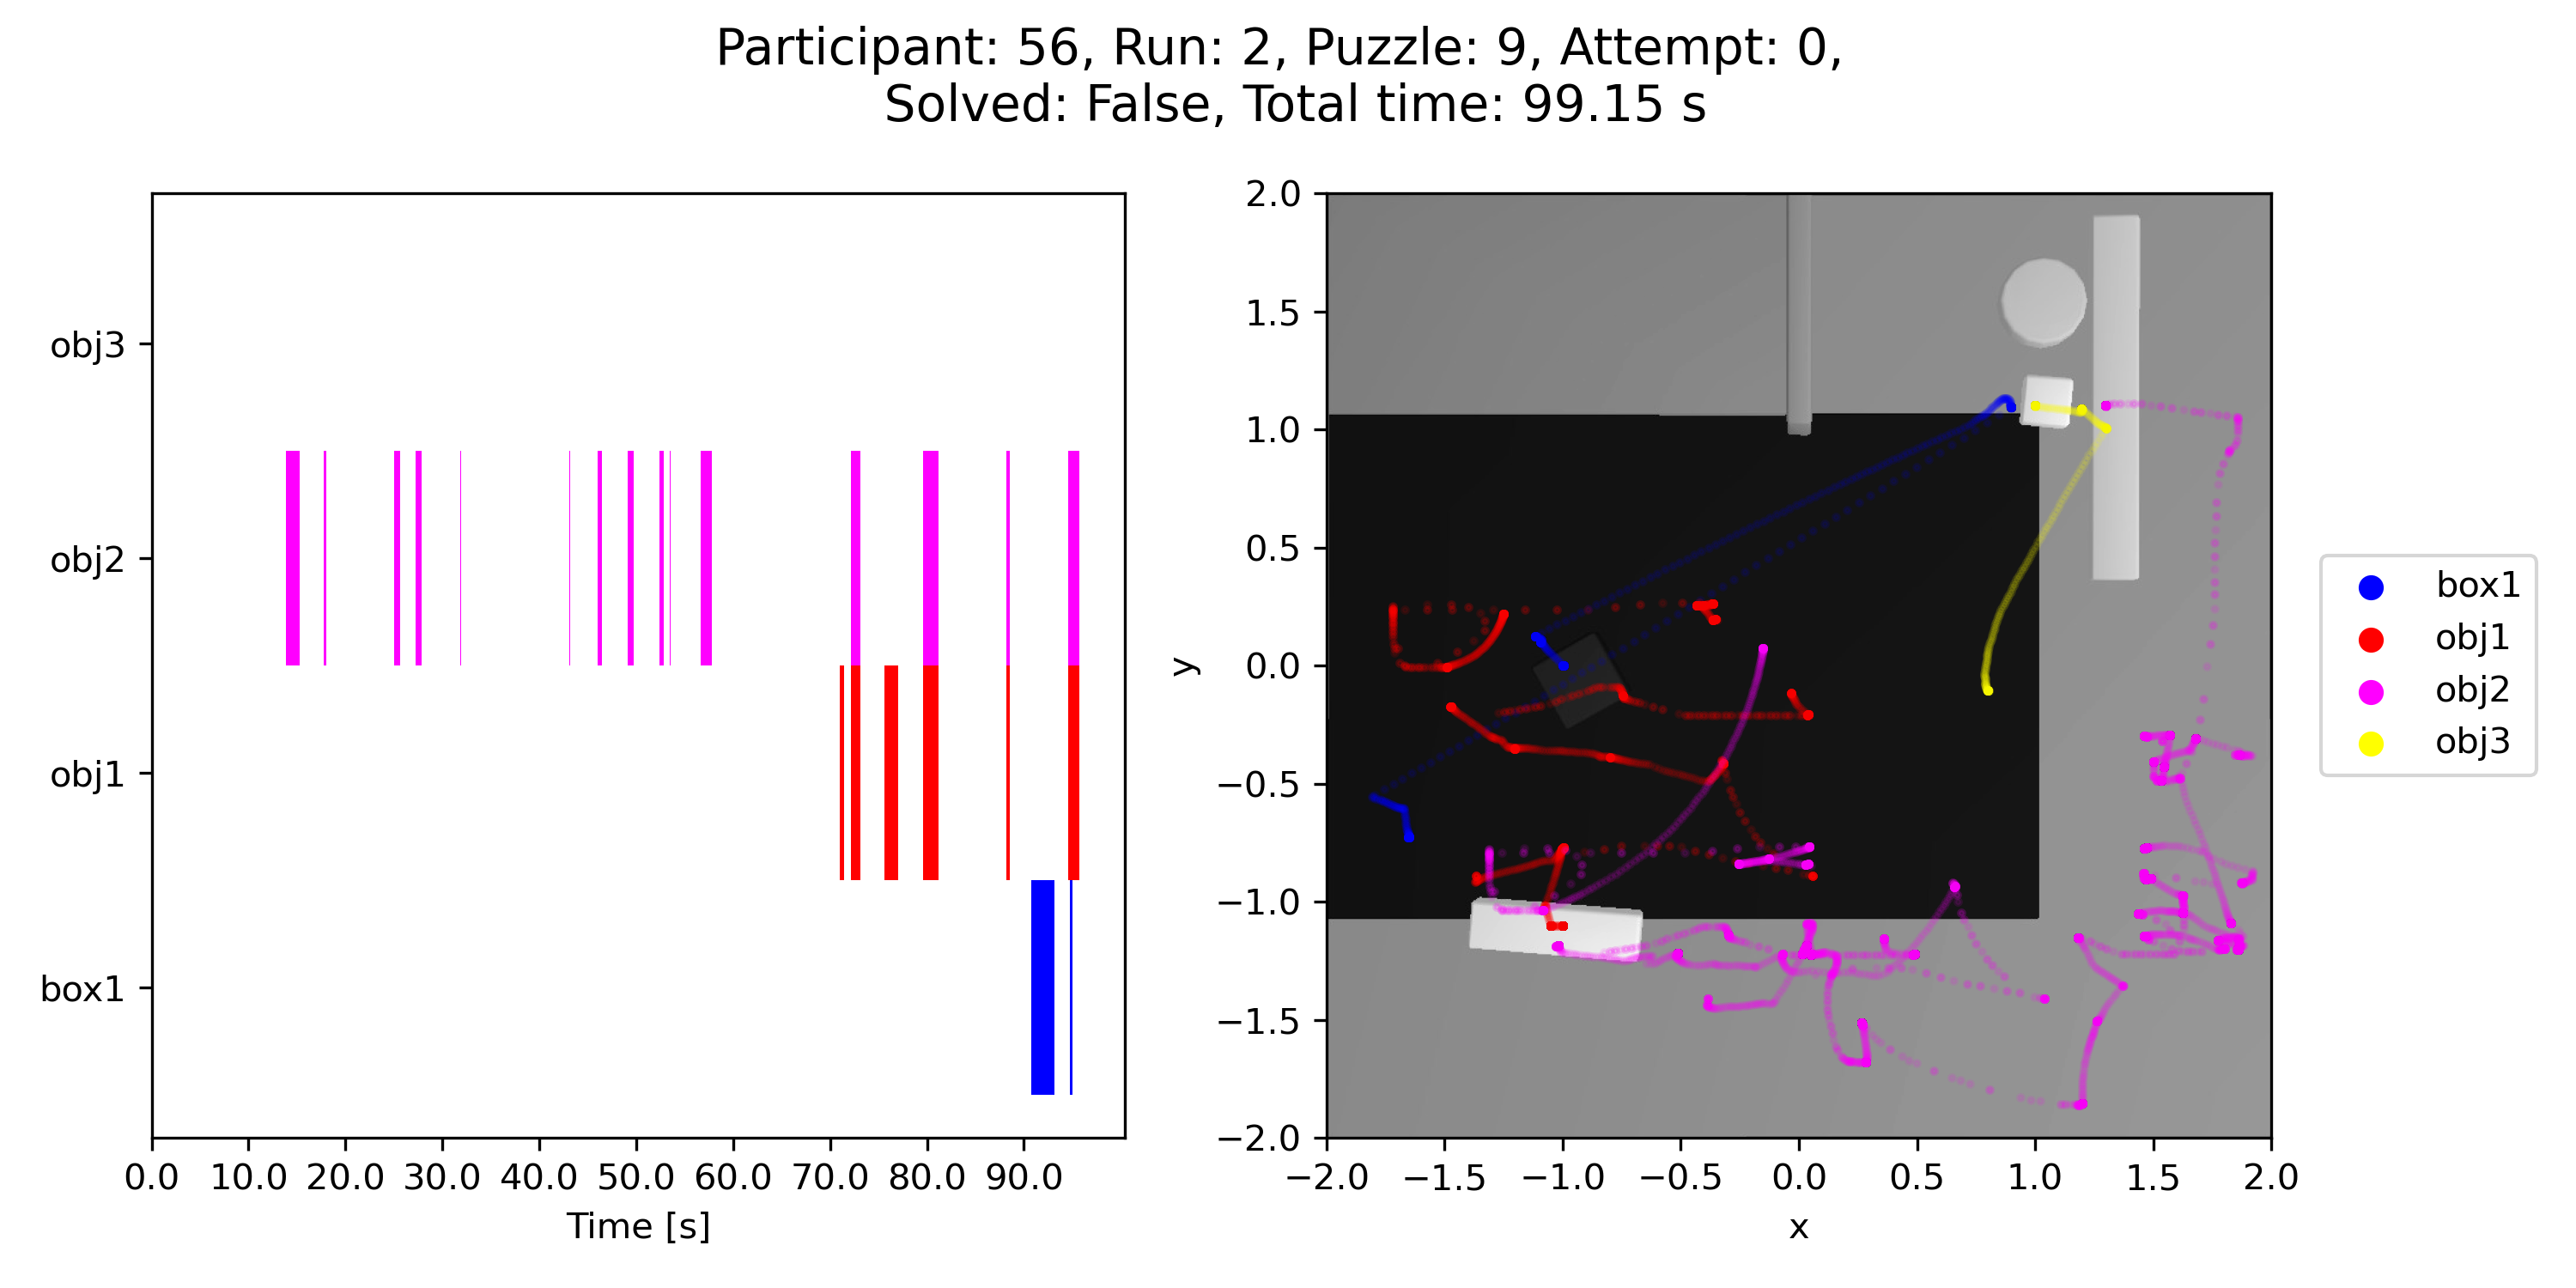 Participant: 56, Run: 2, Puzzle: 9, Attempt: 0,
Solved: False, Total time: 99.15 s
obj3
obj2
obj1
box1
0.0 10.0 20.0 30.0 40.0 50.0 60.0 70.0 80.0 90.0
Time [s]
2.0
1.5
1.0
0.5
0.0
−0.5
−1.0
−1.5
−2.0
y
−2.0 −1.5 −1.0 −0.5 0.0 0.5 1.0 1.5 2.0
x
box1
obj1
obj2
obj3